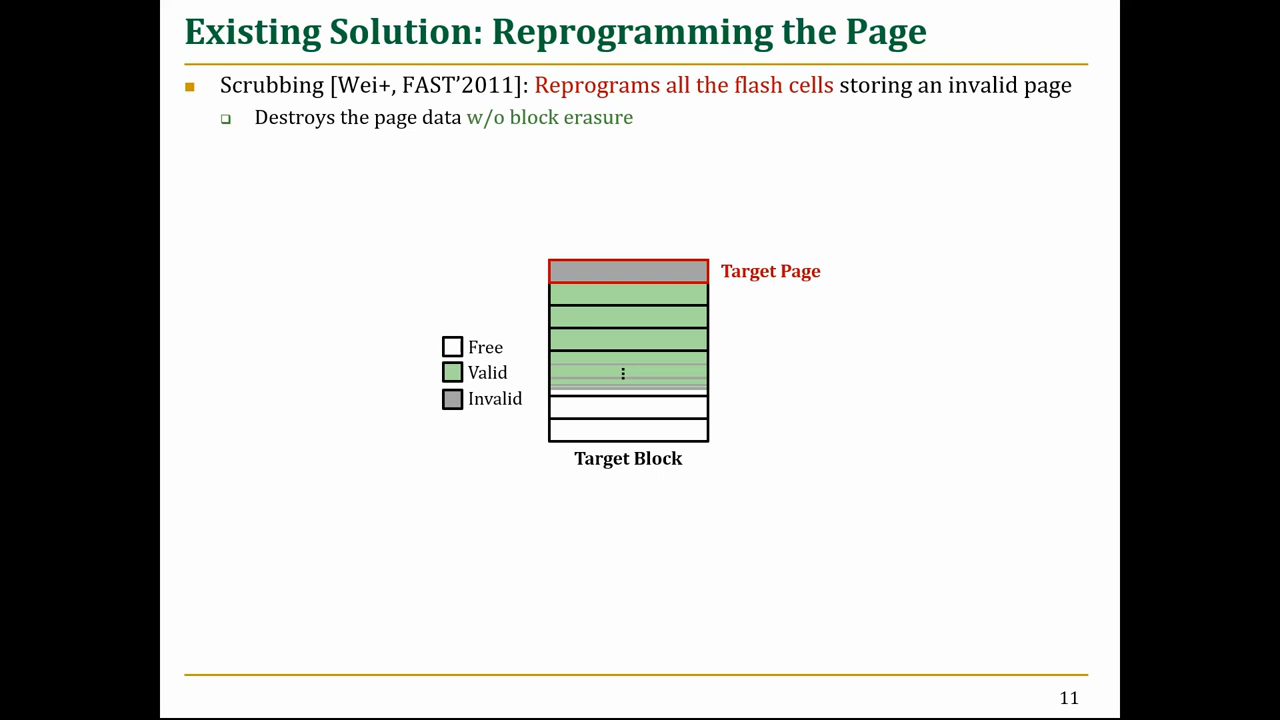 Existing Solution: Reprogramming the Page
Scrubbing [Wei+, FAST’2011]: Reprograms all the flash cells storing an invalid page
Destroys the page data w/o block erasure
Target Page
Free
Valid
Invalid
Target Block
11